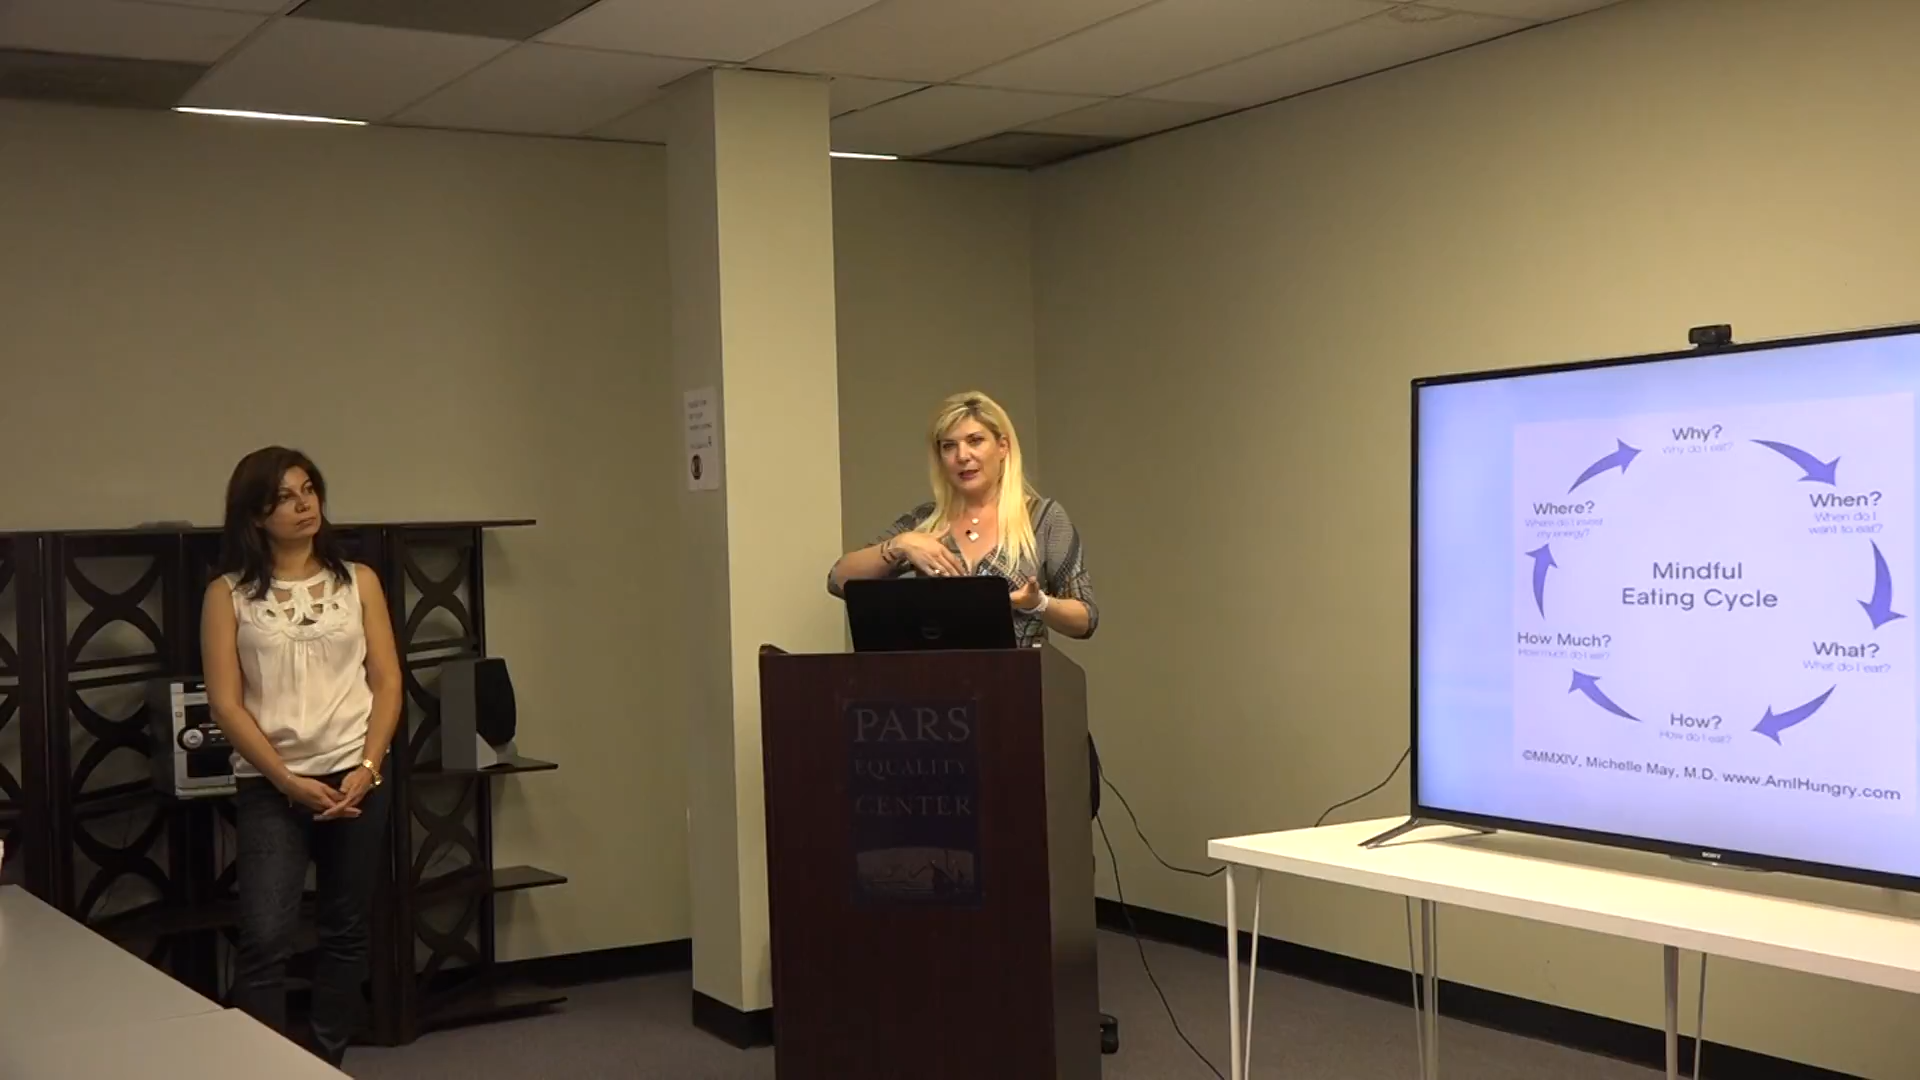 PARS
EQUALITY
CENTER
Why?
Why do I eat?
When?
When do I
want to eat?
What?
What do I eat?
How?
How do I eat?
How Much?
How much do I eat?
Where?
Where do I invest
my energy?
Mindful
Eating Cycle
©MMXIV, Michelle May, M.D. www.AmIHungry.com
SONY